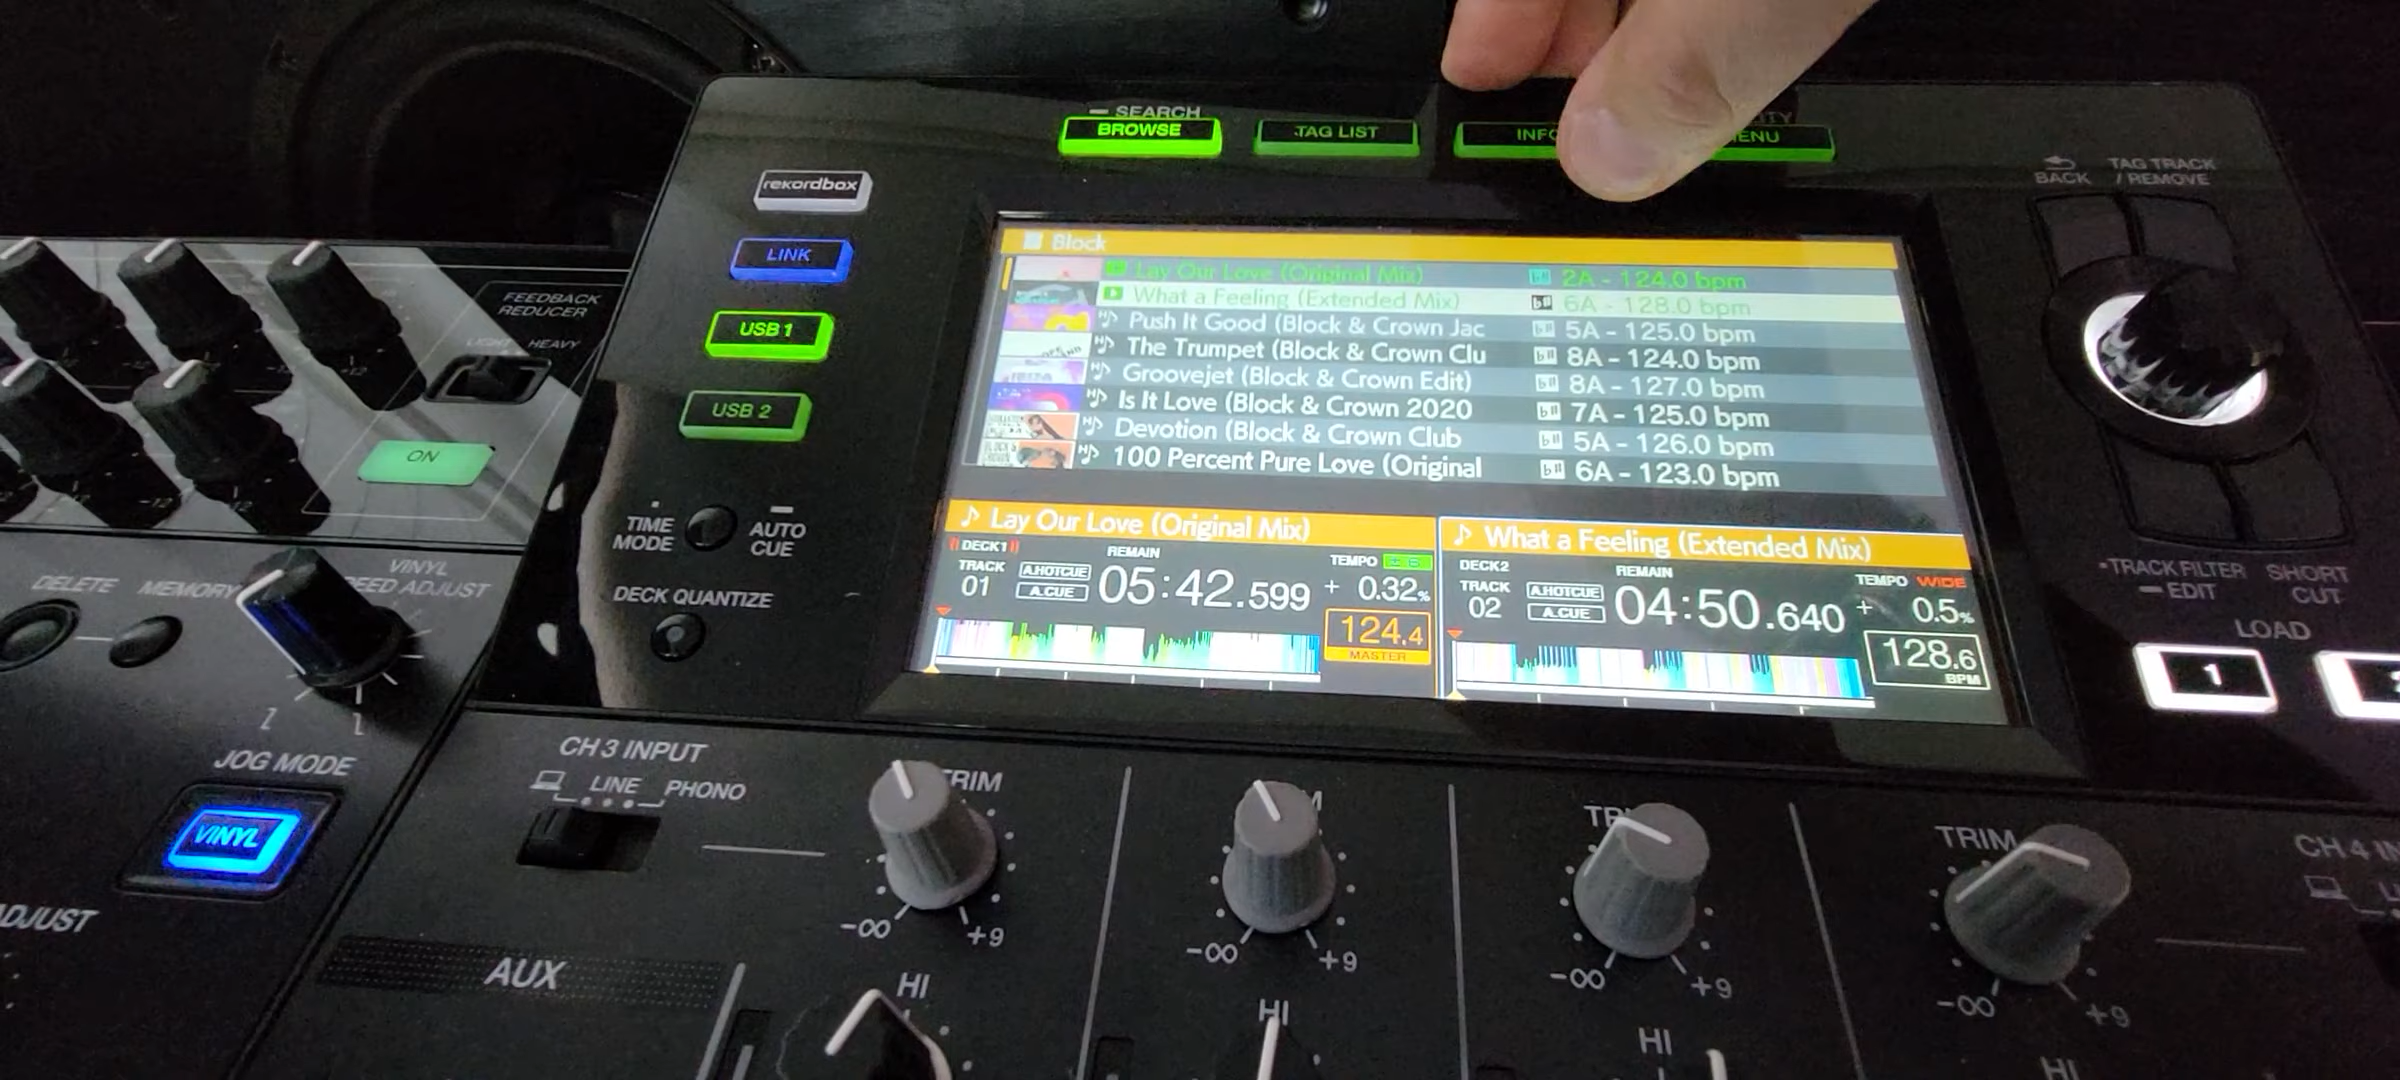 SEARCH
BROWSE
TAG LIST
INFO
MENU
rekordbox
LINK
USB 1
USB 2
BACK
TAG TRACK
/ REMOVE
FEEDBACK
REDUCER
LIGHT HEAVY
ON
Block
Lay Our Love (Original Mix) 2A - 124.0 bpm
What a Feeling (Extended Mix) 6A - 128.0 bpm
Push It Good (Block & Crown Jac 5A - 125.0 bpm
The Trumpet (Block & Crown Clu 8A - 124.0 bpm
Groovejet (Block & Crown Edit) 8A - 127.0 bpm
Is It Love (Block & Crown 2020 7A - 125.0 bpm
Devotion (Block & Crown Club 5A - 126.0 bpm
100 Percent Pure Love (Original 6A - 123.0 bpm
TIME
MODE
AUTO
CUE
DECK QUANTIZE
Lay Our Love (Original Mix)
DECK1 REMAIN TEMPO
TRACK
01
A.HOTCUE
A.CUE
05:42.599
+ 0.32%
124.4
MASTER
What a Feeling (Extended Mix)
DECK2 REMAIN TEMPO WIDE
TRACK
02
A.HOTCUE
A.CUE
04:50.640
+ 0.5%
128.6
BPM
TRACK FILTER
EDIT
SHORT
CUT
LOAD
1
DELETE
MEMORY
VINYL
SPEED ADJUST
JOG MODE
VINYL
ADJUST
CH 3 INPUT
LINE PHONO
AUX
TRIM
-∞ +9
HI
-∞ +9
HI
-∞ +9
HI
TRIM
-∞ +9
HI
CH 4 IN